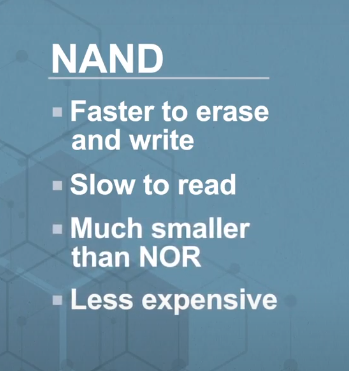 NAND
Faster to erase
and write
Slow to read
Much smaller
than NOR
Less expensive